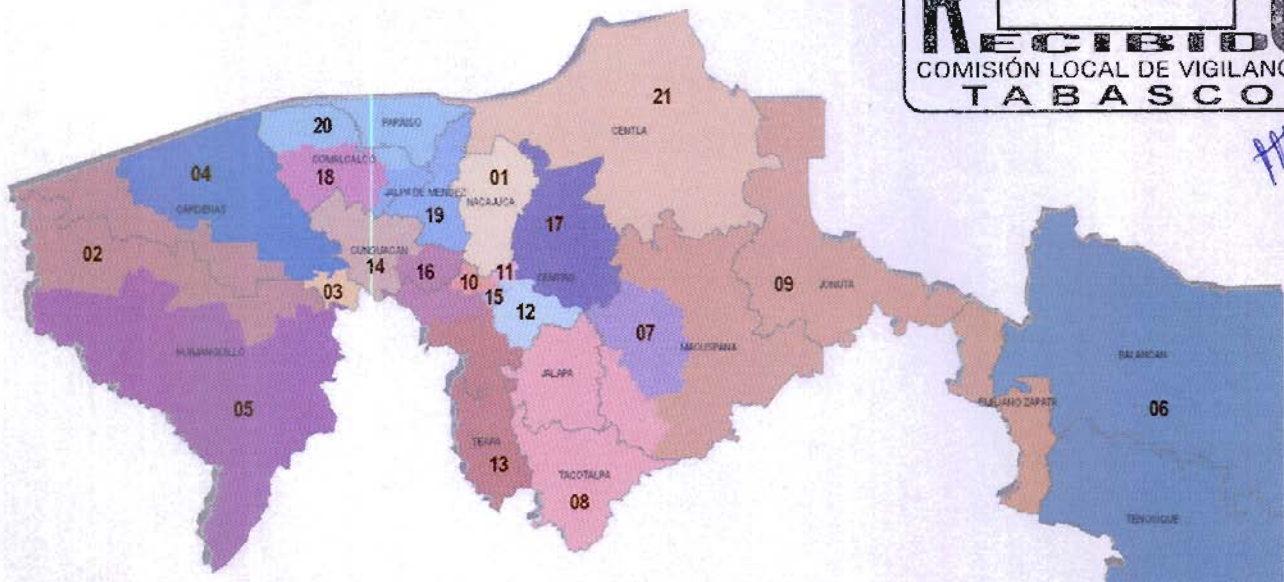 RECIBIDO
COMISIÓN LOCAL DE VIGILANC
TABASCO
21
CENTLA
20
PARAISO
COMALCALCO
18
04
CARDENAS
JALPA DE MENDEZ
19
01
NACAJUCA
17
CENTRO
02
CUNDUACAN
14
16
10
11
15
12
03
09
JONUTA
07
MACUSPANA
HUIMANGUILLO
05
JALAPA
TEAPA
13
TACOTALPA
08
BALANCAN
EMILIANO ZAPATA
06
TENOSIQUE